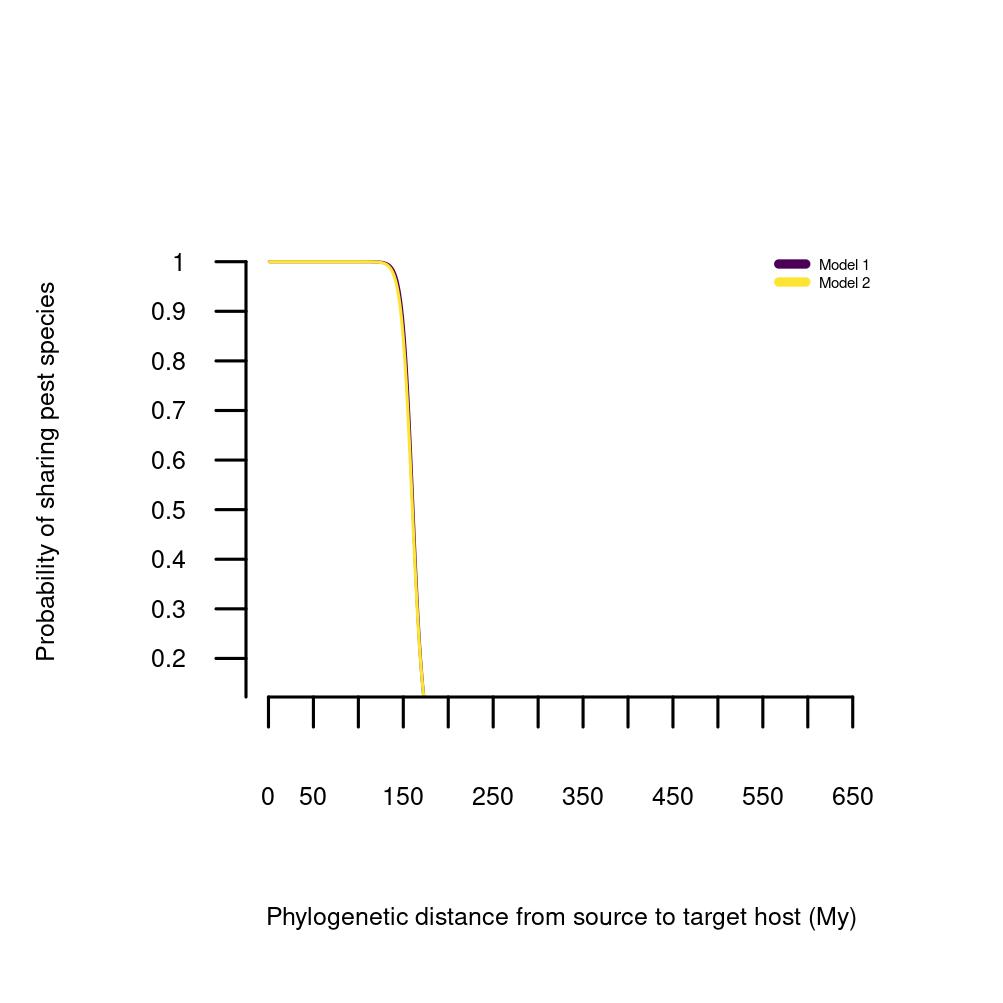 1
Model 1
Model 2
0.9
0.8
0.7
0.6
0.5
0.4
0.3
0.2
Probability of sharing pest species
0 50 150 250 350 450 550 650
Phylogenetic distance from source to target host (My)